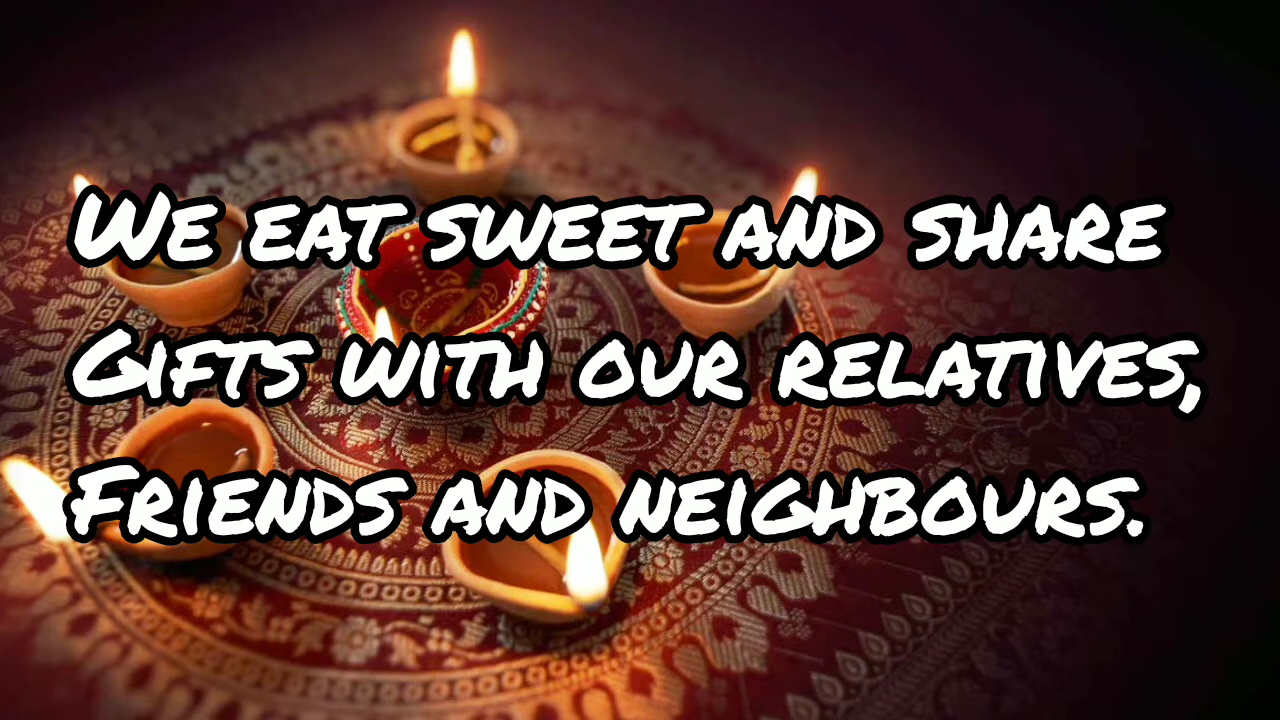 We eat sweet and share
Gifts with our relatives,
Friends and neighbours.